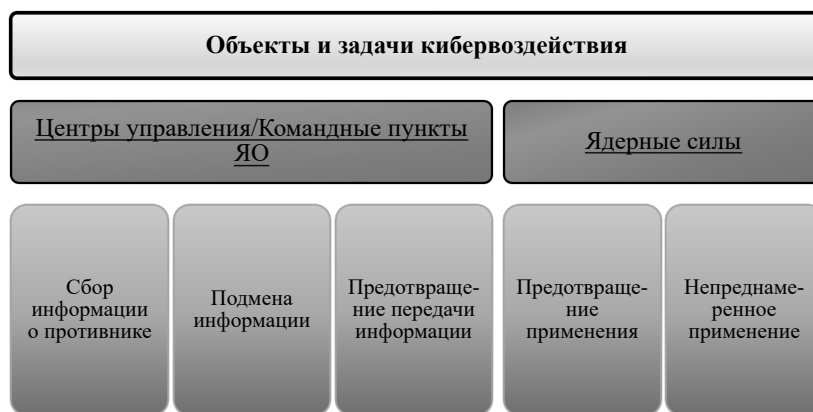 Объекты и задачи кибервоздействия
Центры управления/Командные пункты
ЯО
Ядерные силы
Сбор
информации
о противнике
Подмена
информации
Предотвраще-
ние передачи
информации
Предотвраще-
ние
применения
Непреднаме-
ренное
применение